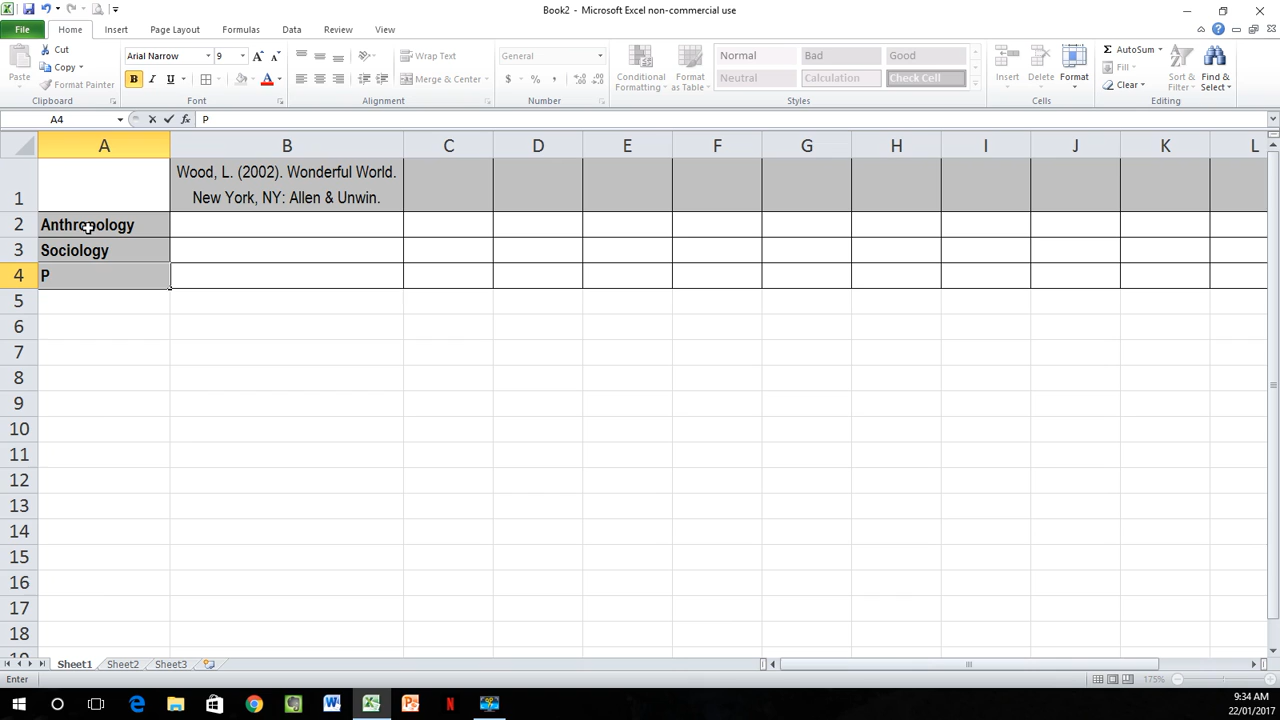 Book2 - Microsoft Excel non-commercial use
File Home Insert Page Layout Formulas Data Review View
Paste
Cut
Copy
Format Painter
Clipboard
Arial Narrow 9
B I U
A
Font
Wrap Text
Merge & Center
Alignment
General
$ % ,
Number
Conditional Formatting
Format as Table
Normal Bad Good
Neutral Calculation Check Cell
Styles
Insert Delete Format
Cells
AutoSum
Fill
Clear
Sort & Filter
Find & Select
Editing
A4 fx P
A B C D E F G H I J K L
1
Wood, L. (2002). Wonderful World.
New York, NY: Allen & Unwin.
2 Anthropology
3 Sociology
4 P
5
6
7
8
9
10
11
12
13
14
15
16
17
18
Sheet1 Sheet2 Sheet3
Enter 175%
9:34 AM
22/01/2017